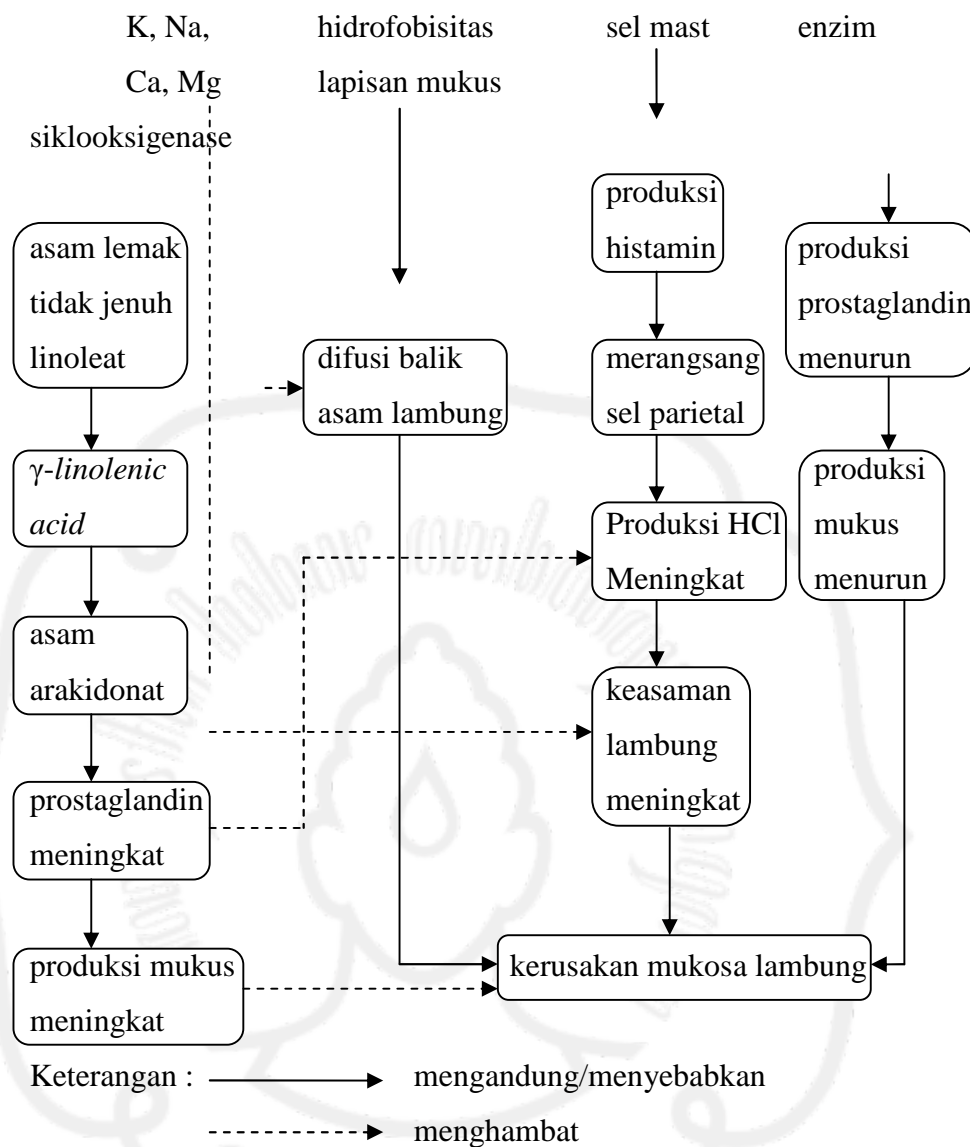 K, Na, hidrofobisitas sel mast enzim
Ca, Mg lapisan mukus
siklooksigenase
asam lemak
tidak jenuh
linoleat
γ-linolenic
acid
asam
arakidonat
prostaglandin
meningkat
produksi mukus
meningkat
difusi balik
asam lambung
produksi
histamin
merangsang
sel parietal
Produksi HCl
Meningkat
keasaman
lambung
meningkat
produksi
prostaglandin
menurun
produksi
mukus
menurun
kerusakan mukosa lambung
Keterangan : mengandung/menyebabkan
menghambat